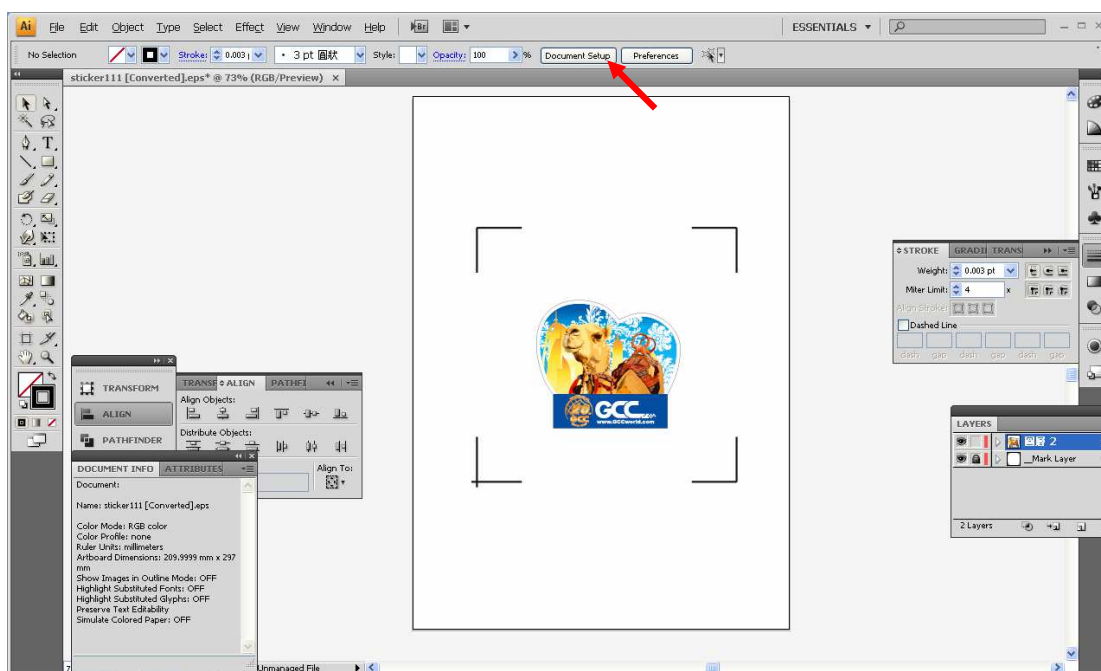 Ai File Edit Object Type Select Effect View Window Help Br ESSENTIALS
No Selection Stroke: 0.003 3 pt 圓狀 Style: Opacity: 100 % Document Setup Preferences
sticker111 [Converted].eps* @ 73% (RGB/Preview) ×
STROKE GRADI TRANS
Weight: 0.003 pt
Miter Limit: 4 x
Align Stroke:
Dashed Line
dash gap dash gap dash gap
GCC
GCC
www.GCCworld.com
TRANSFORM
ALIGN
PATHFINDER
TRANSF ALIGN PATHFI
Align Objects:
Distribute Objects:
Align To:
DOCUMENT INFO ATTRIBUTES
Document:
Name: sticker111 [Converted].eps
Color Mode: RGB color
Color Profile: none
Ruler Units: millimeters
Artboard Dimensions: 209.9999 mm x 297
mm
Show Images in Outline Mode: OFF
Highlight Substituted Fonts: OFF
Highlight Substituted Glyphs: OFF
Preserve Text Editability
Simulate Colored Paper: OFF
LAYERS
圖層 2
__Mark Layer
2 Layers
7 Unmanaged File